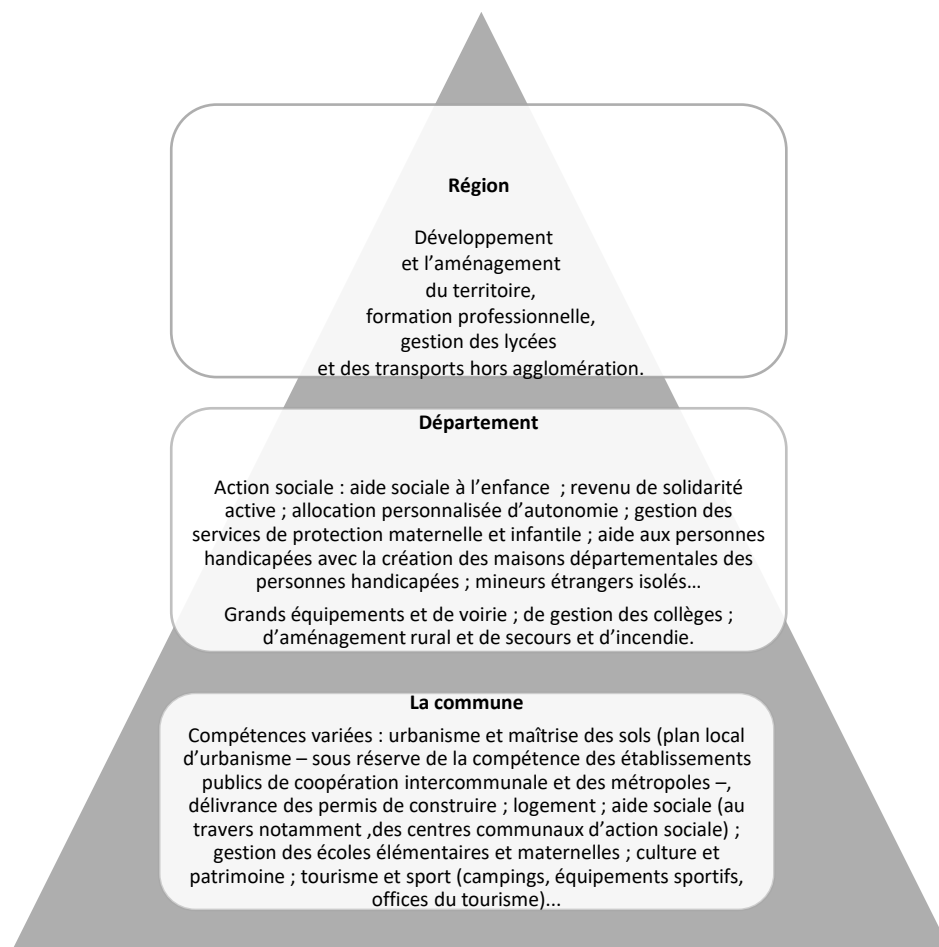 Région
Développement
et l’aménagement
du territoire,
formation professionnelle,
gestion des lycées
et des transports hors agglomération.
Département
Action sociale : aide sociale à l’enfance ; revenu de solidarité
active ; allocation personnalisée d’autonomie ; gestion des
services de protection maternelle et infantile ; aide aux personnes
handicapées avec la création des maisons départementales des
personnes handicapées ; mineurs étrangers isolés…
Grands équipements et de voirie ; de gestion des collèges ;
d’aménagement rural et de secours et d’incendie.
La commune
Compétences variées : urbanisme et maîtrise des sols (plan local
d’urbanisme – sous réserve de la compétence des établissements
publics de coopération intercommunale et des métropoles –,
délivrance des permis de construire ; logement ; aide sociale (au
travers notamment ,des centres communaux d’action sociale) ;
gestion des écoles élémentaires et maternelles ; culture et
patrimoine ; tourisme et sport (campings, équipements sportifs,
offices du tourisme)...